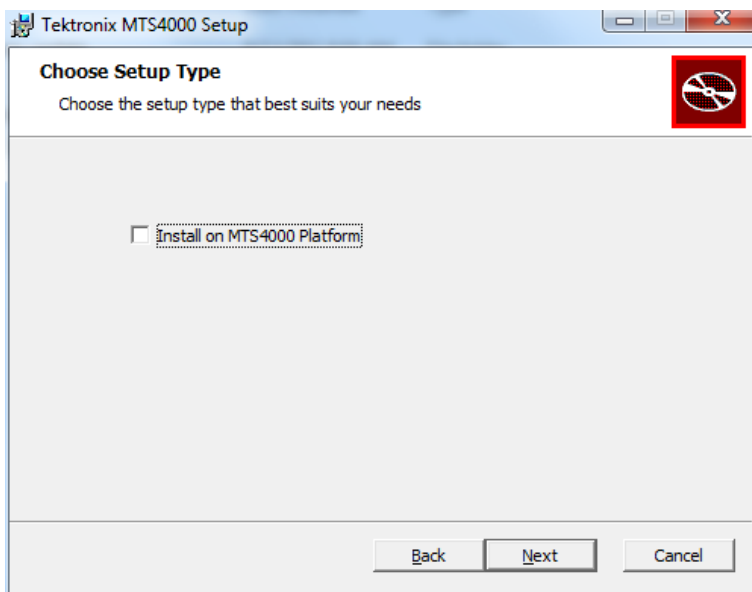 Tektronix MTS4000 Setup
Choose Setup Type
Choose the setup type that best suits your needs
Install on MTS4000 Platform
Back Next Cancel